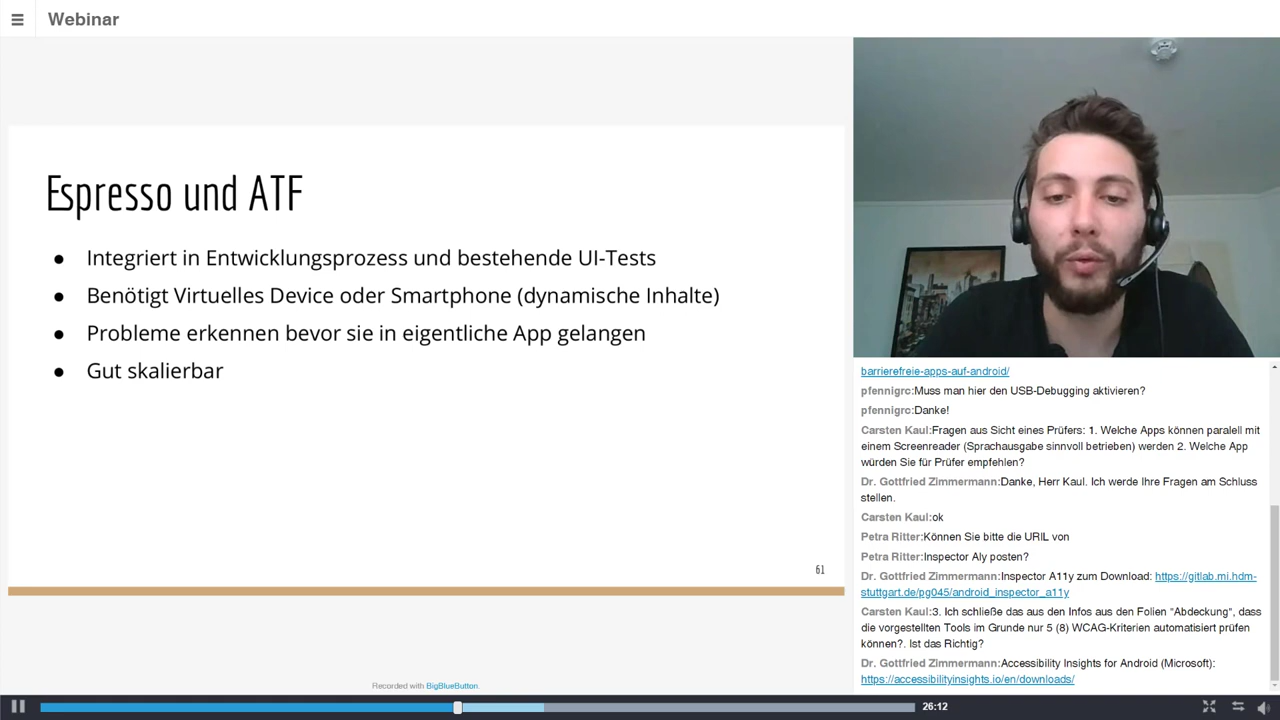 Webinar
Espresso und ATF
● Integriert in Entwicklungsprozess und bestehende UI-Tests
● Benötigt Virtuelles Device oder Smartphone (dynamische Inhalte)
● Probleme erkennen bevor sie in eigentliche App gelangen
● Gut skalierbar
61
Recorded with BigBlueButton.
barrierefreie-apps-auf-android/
pfennigrc:Muss man hier den USB-Debugging aktivieren?
pfennigrc:Danke!
Carsten Kaul:Fragen aus Sicht eines Prüfers: 1. Welche Apps können paralell mit
einem Screenreader (Sprachausgabe sinnvoll betrieben) werden 2. Welche App
würden Sie für Prüfer empfehlen?
Dr. Gottfried Zimmermann:Danke, Herr Kaul. Ich werde Ihre Fragen am Schluss
stellen.
Carsten Kaul:ok
Petra Ritter:Können Sie bitte die URIL von
Petra Ritter:Inspector Aly posten?
Dr. Gottfried Zimmermann:Inspector A11y zum Download: https://gitlab.mi.hdm-
stuttgart.de/pg045/android_inspector_a11y
Carsten Kaul:3. Ich schließe das aus den Infos aus den Folien "Abdeckung", dass
die vorgestellten Tools im Grunde nur 5 (8) WCAG-Kriterien automatisiert prüfen
können?. Ist das Richtig?
Dr. Gottfried Zimmermann:Accessibility Insights for Android (Microsoft):
https://accessibilityinsights.io/en/downloads/
26:12